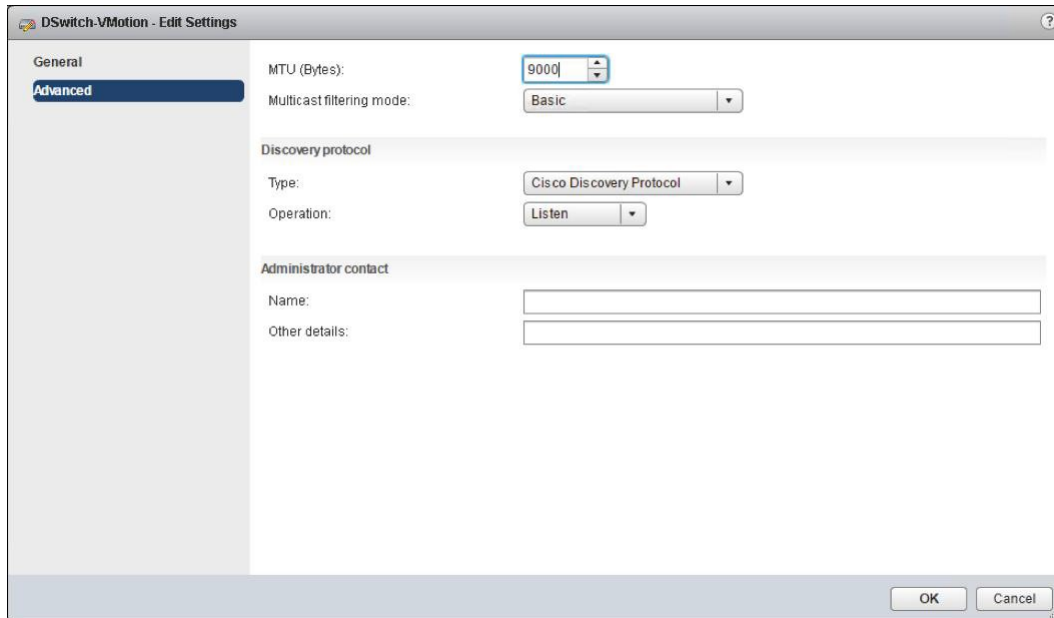 DSwitch-VMotion - Edit Settings
?
General
Advanced
MTU (Bytes): 9000
Multicast filtering mode: Basic
Discovery protocol
Type: Cisco Discovery Protocol
Operation: Listen
Administrator contact
Name:
Other details:
OK Cancel